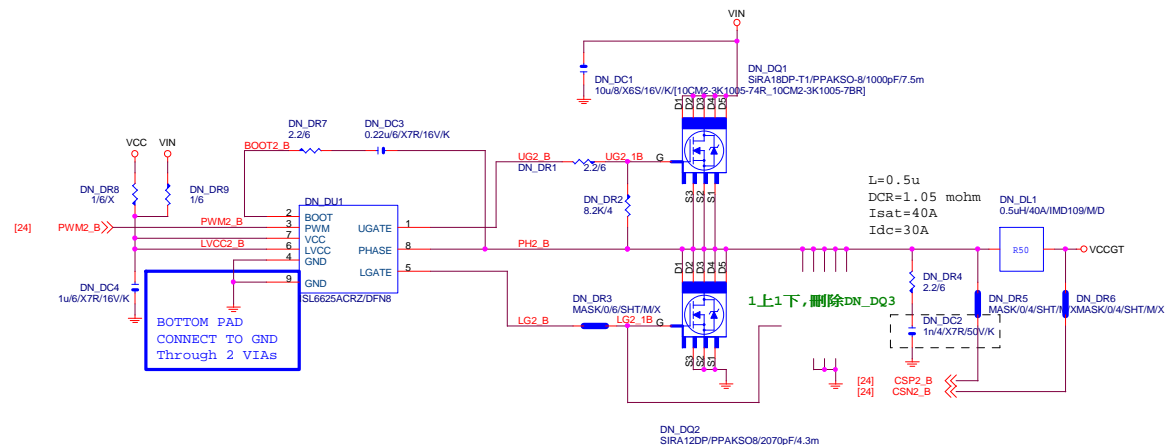 VIN
DN_DC1
10u/8/X6S/16V/K/[10CM2-3K1005-74R_10CM2-3K1005-7BR]
DN_DQ1
SiRA18DP-T1/PPAKSO-8/1000pF/7.5m
D1
D2
D3
D4
D5
G
S3
S2
S1
VCC
VIN
BOOT2_B
DN_DR7
2.2/6
DN_DC3
0.22u/6/X7R/16V/K
DN_DR8
1/6/X
DN_DR9
1/6
UG2_B
DN_DR1
2.2/6
UG2_1B
DN_DR2
8.2K/4
[24]
PWM2_B
PWM2_B
LVCC2_B
DN_DU1
2
BOOT
3
PWM
7
VCC
6
LVCC
4
GND
9
GND
UGATE
1
PHASE
8
LGATE
5
ISL6625ACRZ/DFN8
DN_DC4
1u/6/X7R/16V/K
BOTTOM PAD
CONNECT TO GND
Through 2 VIAs
PH2_B
LG2_B
DN_DR3
MASK/0/6/SHT/M/X
LG2_1B
D1
D2
D3
D4
D5
G
S3
S2
S1
DN_DQ2
SIRA12DP/PPAKSO8/2070pF/4.3m
1上1下,刪除DN_DQ3
L=0.5u
DCR=1.05 mohm
Isat=40A
Idc=30A
DN_DL1
0.5uH/40A/IMD109/M/D
R50
VCCGT
DN_DR4
2.2/6
DN_DC2
1n/4/X7R/50V/K
DN_DR5
MASK/0/4/SHT/M/X
DN_DR6
MASK/0/4/SHT/M/X
[24]
CSP2_B
[24]
CSN2_B